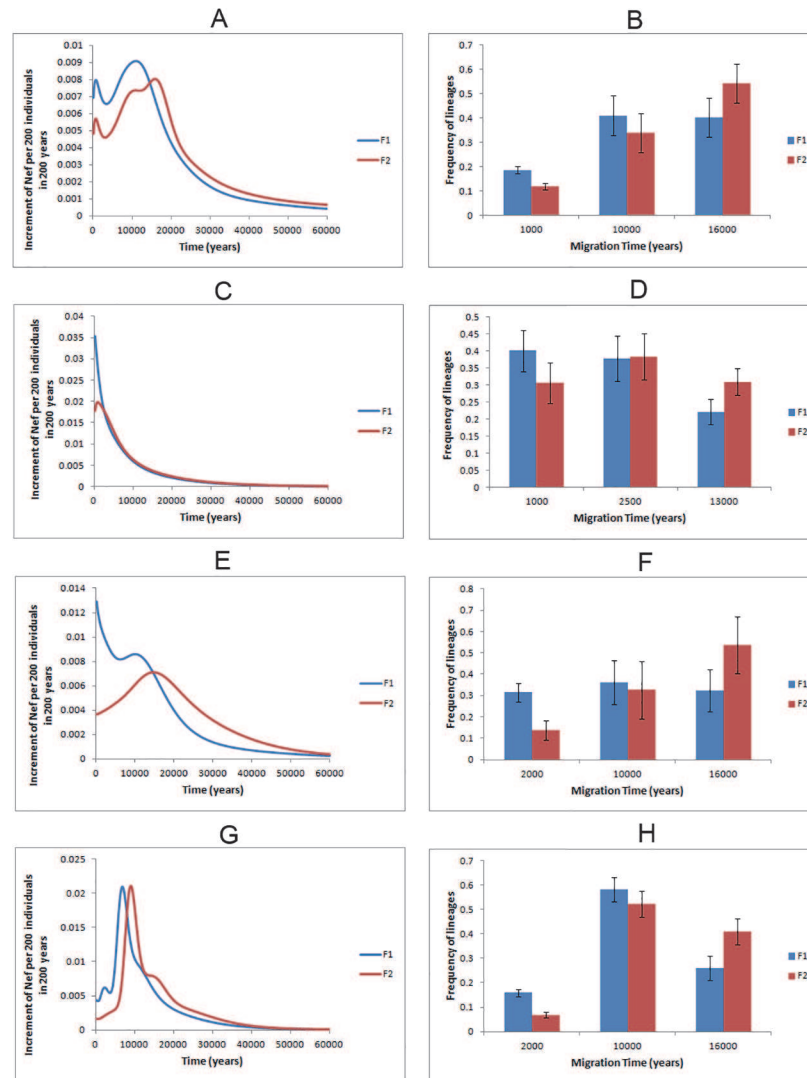 A
Increment of Nef per 200 individuals
in 200 years
0.01
0.009
0.008
0.007
0.006
0.005
0.004
0.003
0.002
0.001
0
0 10000 20000 30000 40000 50000 60000
Time (years)
F1
F2
B
Frequency of lineages
0.7
0.6
0.5
0.4
0.3
0.2
0.1
0
1000 10000 16000
Migration Time (years)
F1
F2
C
Increment of Nef per 200 individuals
in 200 years
0.04
0.035
0.03
0.025
0.02
0.015
0.01
0.005
0
0 10000 20000 30000 40000 50000 60000
Time (years)
F1
F2
D
Frequency of lineages
0.5
0.45
0.4
0.35
0.3
0.25
0.2
0.15
0.1
0.05
0
1000 2500 13000
Migration Time (years)
F1
F2
E
Increment of Nef per 200 individuals
in 200 years
0.014
0.012
0.01
0.008
0.006
0.004
0.002
0
0 10000 20000 30000 40000 50000 60000
Time (years)
F1
F2
F
Frequency of lineages
0.8
0.7
0.6
0.5
0.4
0.3
0.2
0.1
0
2000 10000 16000
Migration Time (years)
F1
F2
G
Increment of Nef per 200 individuals
in 200 years
0.025
0.02
0.015
0.01
0.005
0
0 10000 20000 30000 40000 50000 60000
Time (years)
F1
F2
H
Frequency of lineages
0.7
0.6
0.5
0.4
0.3
0.2
0.1
0
2000 10000 16000
Migration Time (years)
F1
F2